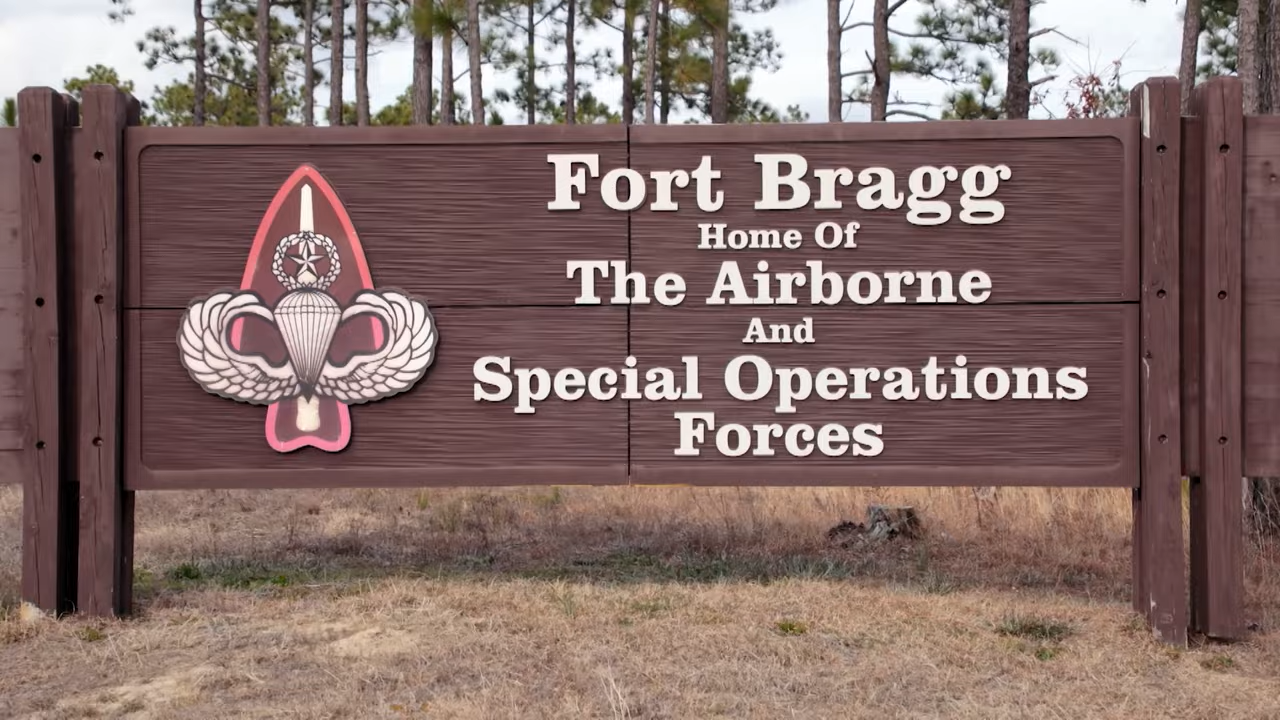 Fort Bragg
Home Of
The Airborne
And
Special Operations
Forces